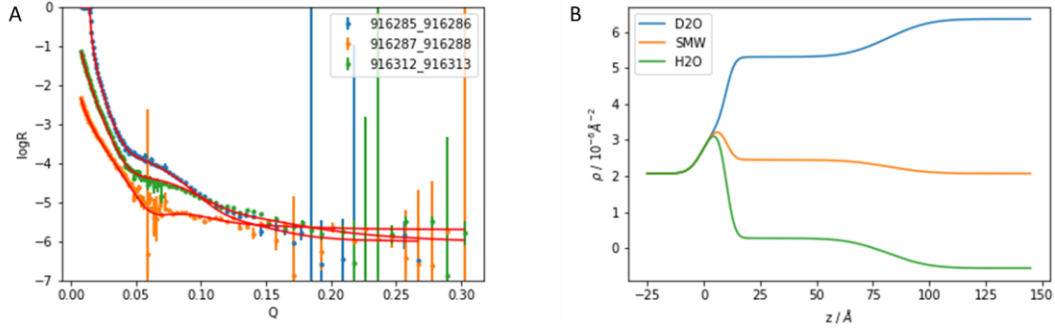 A
B
0
−1
−2
−3
−4
−5
−6
−7
logR
0.00 0.05 0.10 0.15 0.20 0.25 0.30
Q
916285_916286
916287_916288
916312_916313
6
5
4
3
2
1
0
ρ / 10⁻⁶Å⁻²
−25 0 25 50 75 100 125 150
z / Å
D2O
SMW
H2O